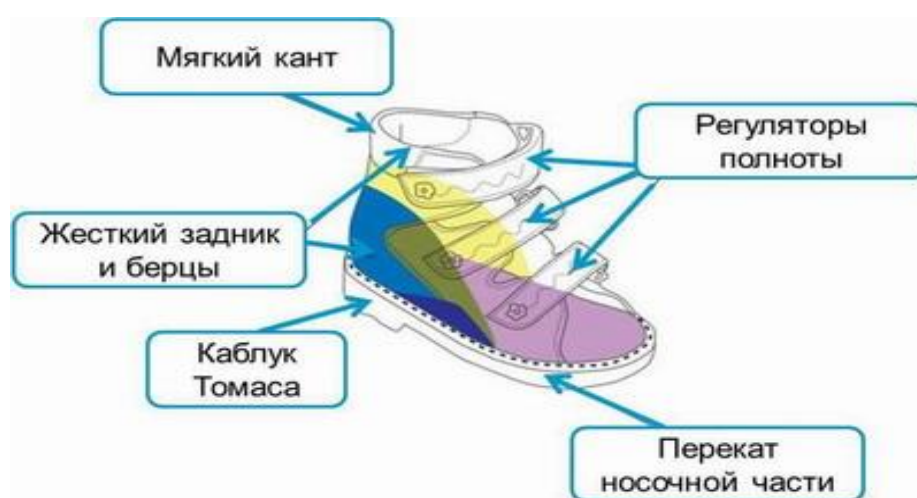 Мягкий кант
Регуляторы
полноты
Жесткий задник
и берцы
Каблук
Томаса
Перекат
носочной части